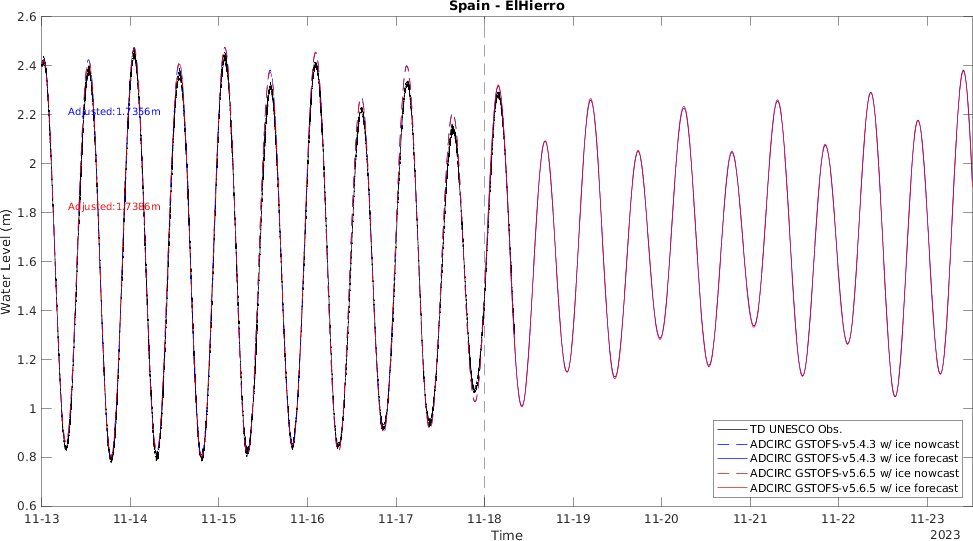 Spain - ElHierro
2.6
2.4
2.2
2
1.8
1.6
1.4
1.2
1
0.8
0.6
Water Level (m)
Adjusted:1.7356m
Adjusted:1.7386m
TD UNESCO Obs.
ADCIRC GSTOFS-v5.4.3 w/ ice nowcast
ADCIRC GSTOFS-v5.4.3 w/ ice forecast
ADCIRC GSTOFS-v5.6.5 w/ ice nowcast
ADCIRC GSTOFS-v5.6.5 w/ ice forecast
11-13 11-14 11-15 11-16 11-17 11-18 11-19 11-20 11-21 11-22 11-23
Time
2023